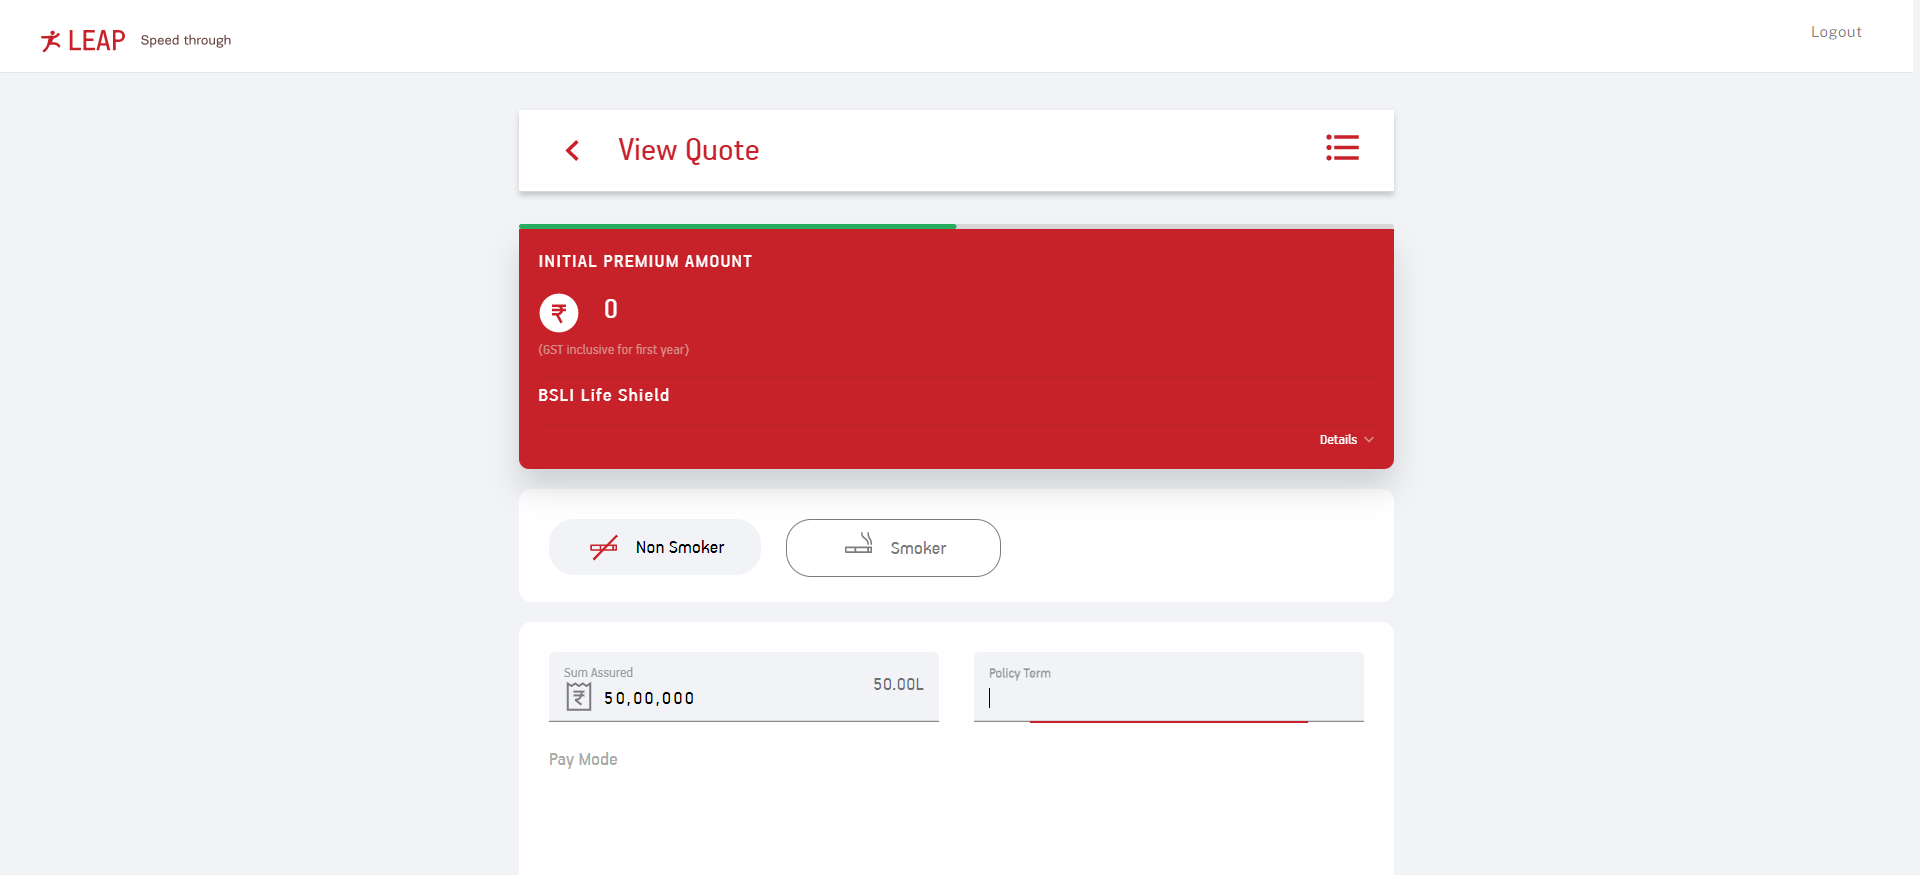 LEAP Speed through
Logout
View Quote
INITIAL PREMIUM AMOUNT
₹ 0
(GST inclusive for first year)
BSLI Life Shield
Details
Non Smoker
Smoker
Sum Assured
₹ 50,00,000
50.00L
Policy Term
Pay Mode